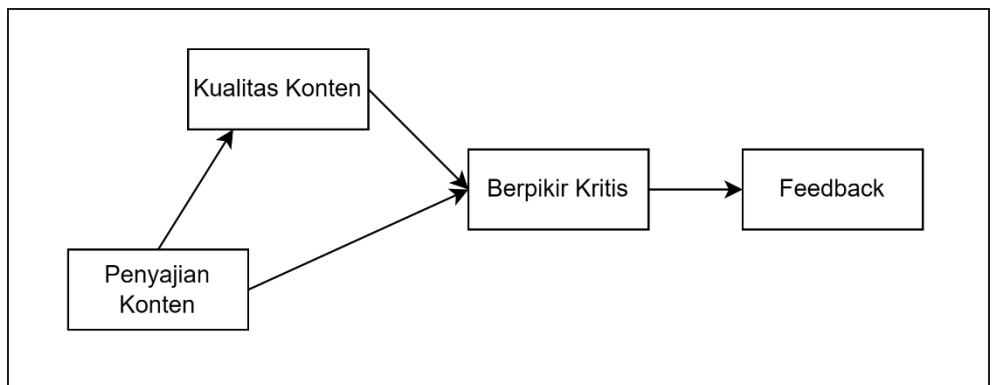 Kualitas Konten
Berpikir Kritis
Feedback
Penyajian
Konten